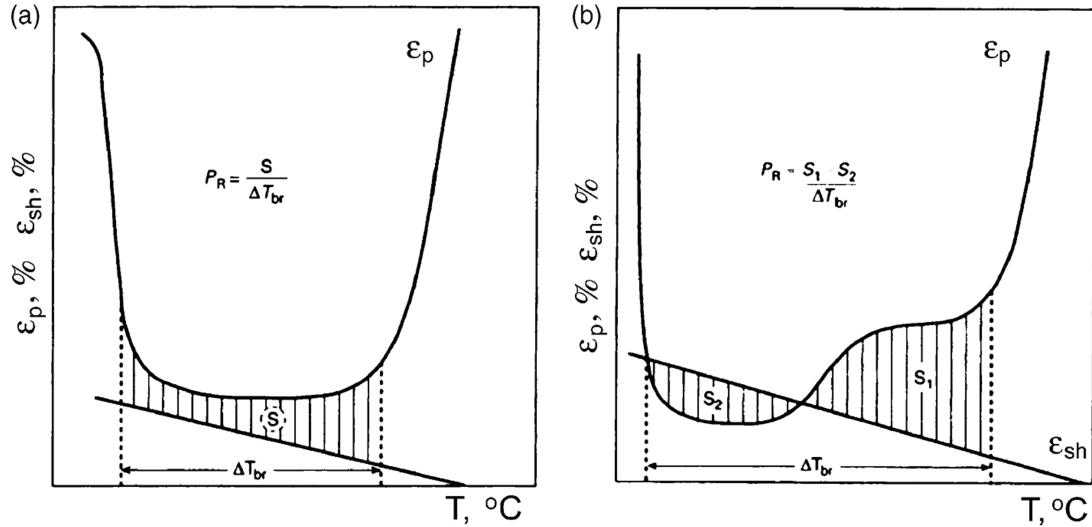 (a)
εp
PR = S / ΔTbr
εp, % εsh, %
S
ΔTbr
T, °C
(b)
εp
PR = S1 S2 / ΔTbr
εp, % εsh, %
S2
S1
εsh
ΔTbr
T, °C